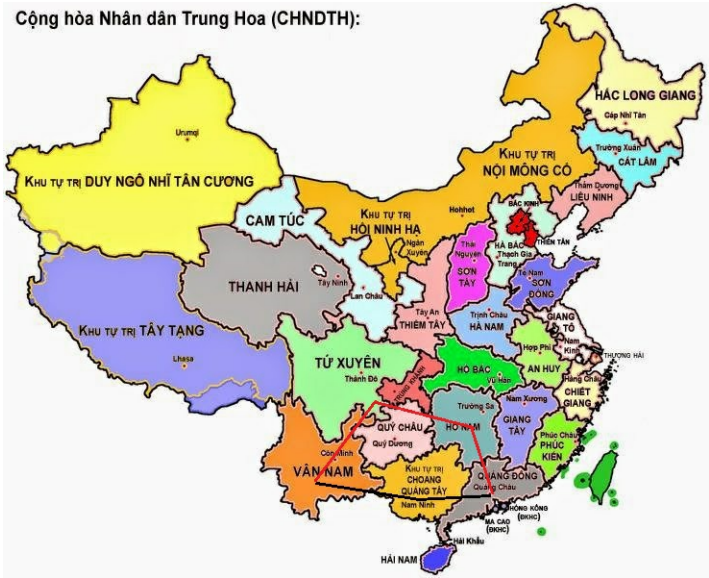 Cộng hòa Nhân dân Trung Hoa (CHNDTH):
HẮC LONG GIANG
Cáp Nhĩ Tân
Trường Xuân
CÁT LÂM
Thẩm Dương
LIÊU NINH
KHU TỰ TRỊ
NỘI MÔNG CỔ
Urumqi
KHU TỰ TRỊ DUY NGÔ NHĨ TÂN CƯƠNG
CAM TÚC
KHU TỰ TRỊ
HỒI NINH HẠ
Hohhot
Ngân
Xuyên
BẮC KINH
THIÊN TÂN
HÀ BẮC
Thạch Gia
Trang
Thái
Nguyên
SƠN
TÂY
Tế Nam
SƠN
ĐÔNG
THANH HẢI
Tây Ninh
Lan Châu
KHU TỰ TRỊ TÂY TẠNG
Lhasa
Tây An
THIỂM TÂY
Trịnh Châu
HÀ NAM
GIANG
TÔ
Nam
Kinh
THƯỢNG HẢI
Hợp Phì
AN HUY
TỨ XUYÊN
Thành Đô
TRÙNG KHÁNH
HỒ BẮC
Vũ Hán
Hàng Châu
CHIẾT
GIANG
Trường Sa
HỒ NAM
Nam Xương
GIANG
TÂY
QUÝ CHÂU
Quý Dương
Phúc Châu
PHÚC
KIẾN
Côn Minh
VÂN NAM
KHU TỰ TRỊ
CHOANG
QUẢNG TÂY
Nam Ninh
QUẢNG ĐÔNG
Quảng Châu
HỒNG KÔNG
(ĐKHC)
MA CAO
(ĐKHC)
Hải Khẩu
HẢI NAM